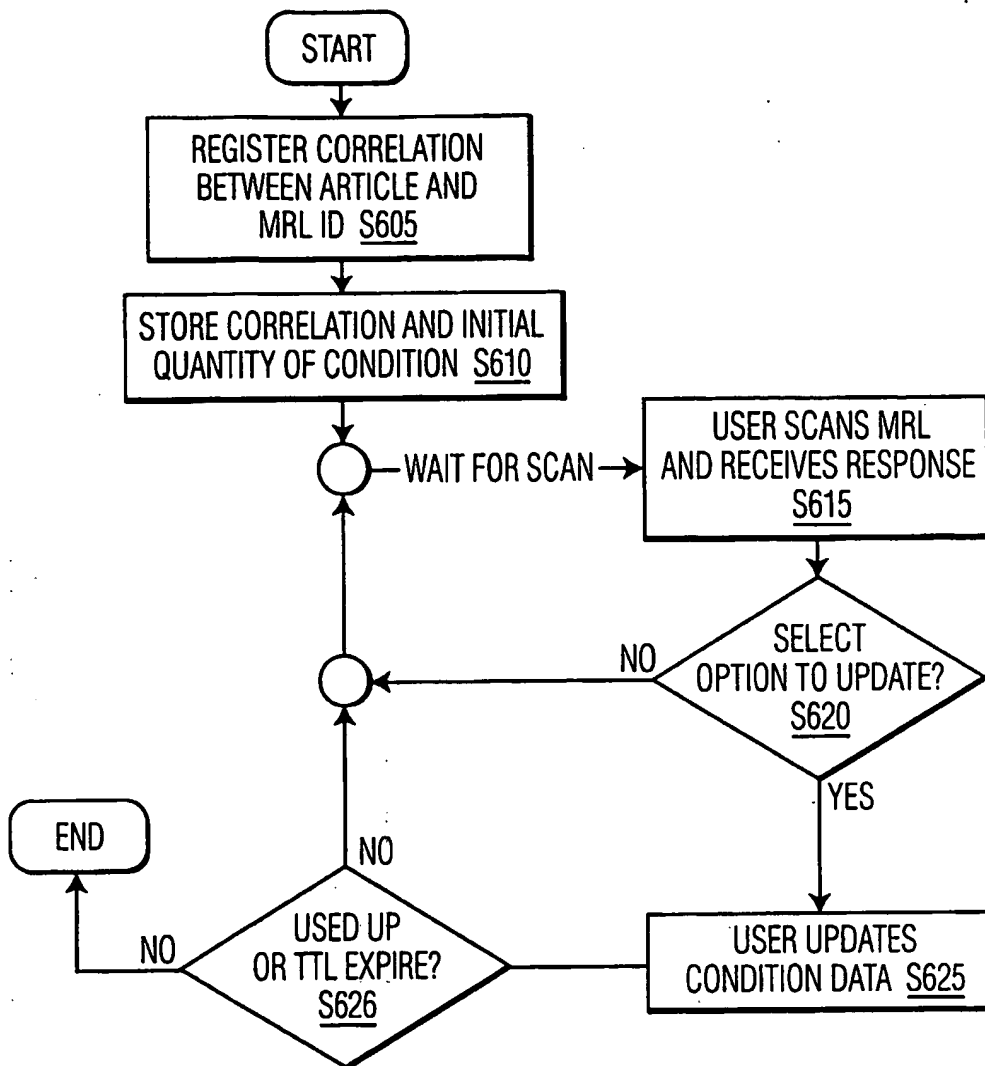 START
REGISTER CORRELATION
BETWEEN ARTICLE AND
MRL ID S605
STORE CORRELATION AND INITIAL
QUANTITY OF CONDITION S610
WAIT FOR SCAN
USER SCANS MRL
AND RECEIVES RESPONSE
S615
SELECT
OPTION TO UPDATE?
S620
NO
YES
USER UPDATES
CONDITION DATA S625
USED UP
OR TTL EXPIRE?
S626
NO
NO
END